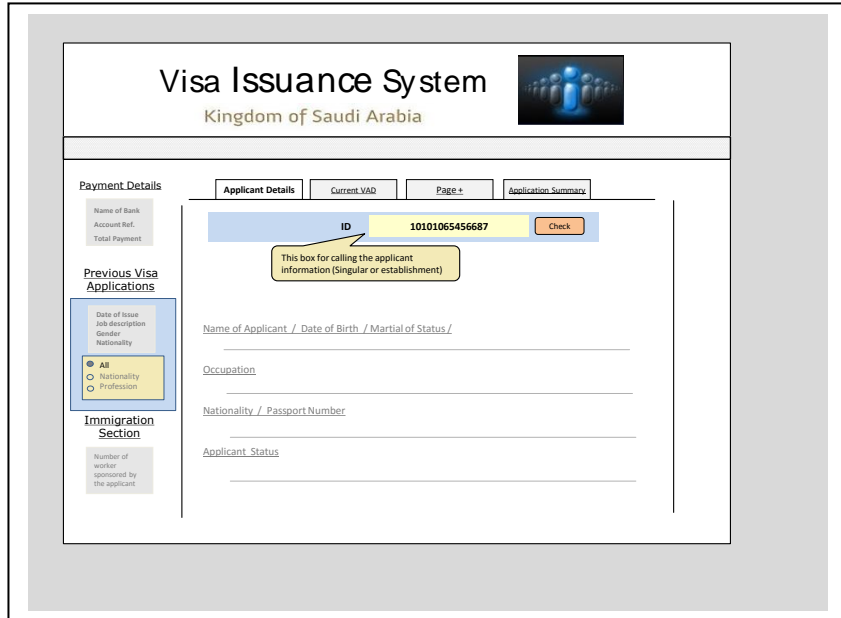 Visa Issuance System
Kingdom of Saudi Arabia
Payment Details
Name of Bank
Account Ref.
Total Payment
Previous Visa
Applications
Date of Issue
Job description
Gender
Nationality
All
Nationality
Profession
Immigration
Section
Number of
worker
sponsored by
the applicant
Applicant Details
Current VAD
Page +
Application Summary
ID
10101065456687
Check
This box for calling the applicant
information (Singular or establishment)
Name of Applicant / Date of Birth / Martial of Status /
Occupation
Nationality / Passport Number
Applicant Status